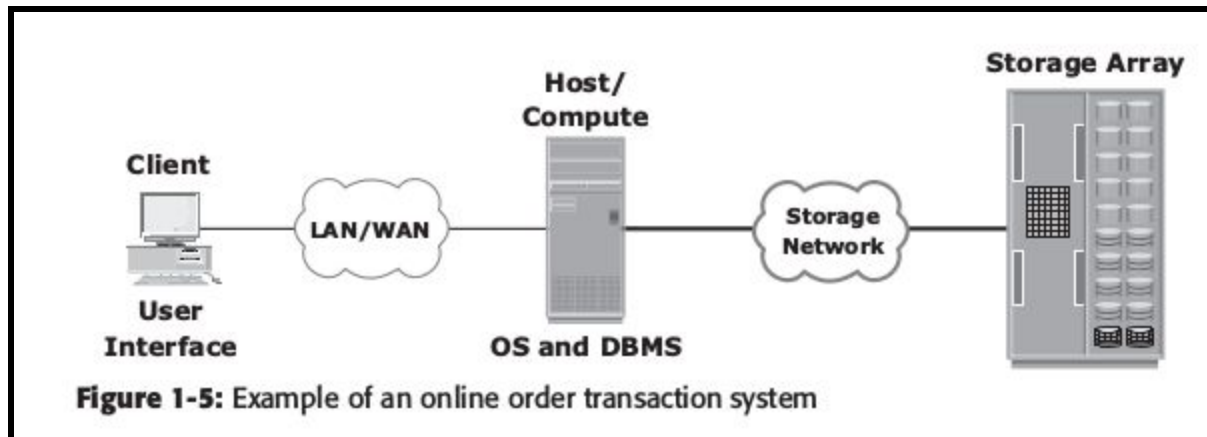 Storage Array
Host/
Compute
Client
LAN/WAN
Storage
Network
User
Interface
OS and DBMS
Figure 1-5: Example of an online order transaction system